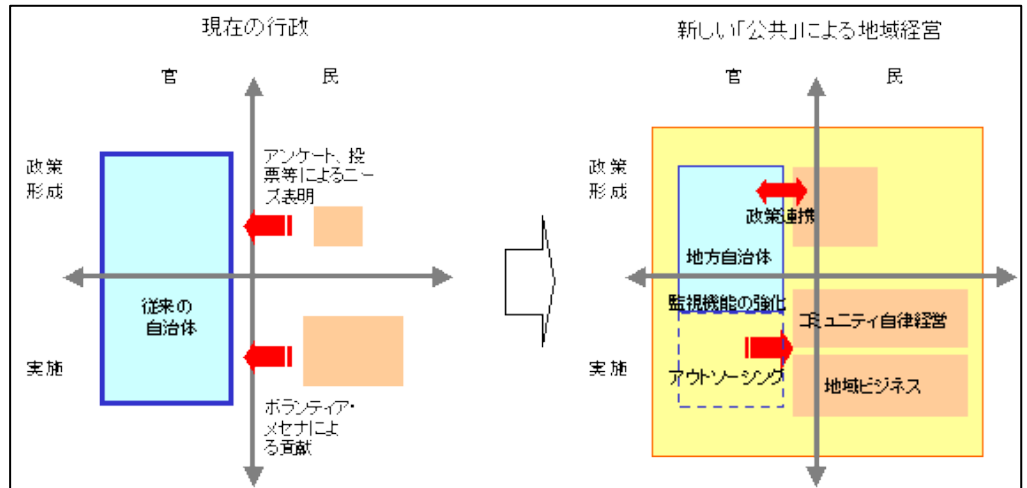 現在の行政
官
民
政策
形成
アンケート、投
票等によるニー
ズ表明
従来の
自治体
実施
ボランティア・
メセナによ
る貢献
新しい「公共」による地域経営
官
民
政策
形成
政策連携
地方自治体
監視機能の強化
コミュニティ自律経営
実施
アウトソーシング
地域ビジネス